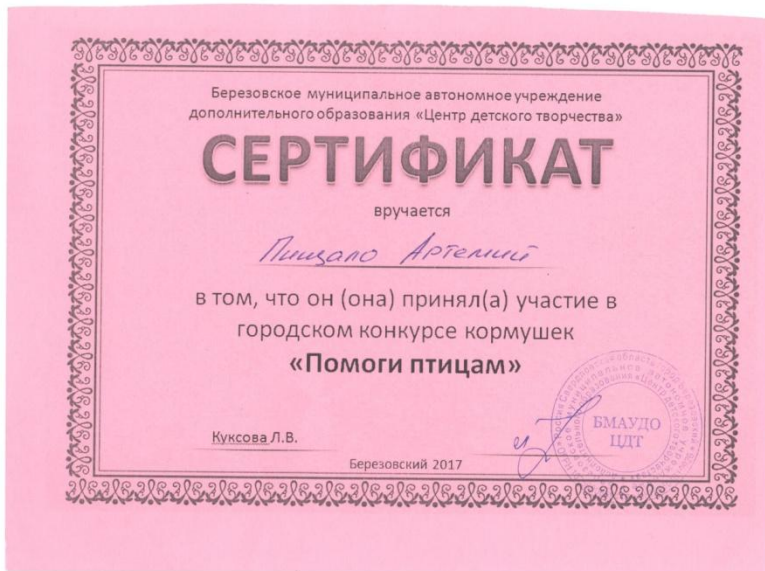 Березовское муниципальное автономное учреждение
дополнительного образования «Центр детского творчества»
СЕРТИФИКАТ
вручается
Пищало Артемий
в том, что он (она) принял(а) участие в
городском конкурсе кормушек
«Помоги птицам»
БМАУДО
ЦДТ
Куксова Л.В.
Березовский 2017